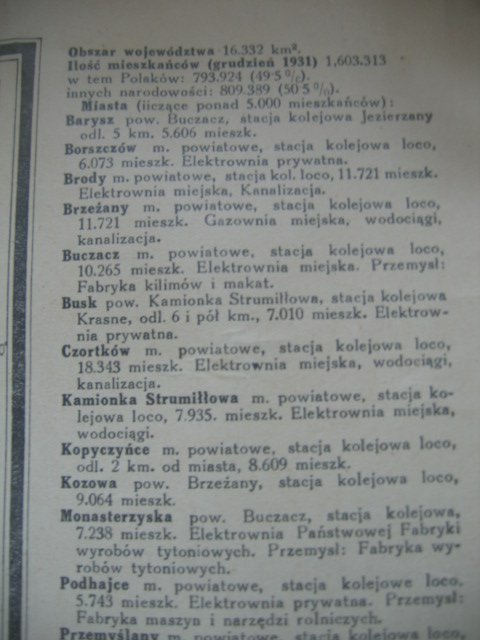 Obszar województwa 16.332 km².
Ilość mieszkańców (grudzień 1931) 1,603.313
w tem Polaków: 793.924 (49·5 %).
innych narodowości: 809.389 (50·5 %).
Miasta (liczące ponad 5.000 mieszkańców):
Barysz pow. Buczacz, stacja kolejowa Jezierzany
odl. 5 km. 5.606 mieszk.
Borszczów m. powiatowe, stacja kolejowa loco,
6.073 mieszk. Elektrownia prywatna.
Brody m. powiatowe, stacja kol. loco, 11.721 mieszk.
Elektrownia miejska, Kanalizacja.
Brzeżany m. powiatowe, stacja kolejowa loco,
11.721 mieszk. Gazownia miejska, wodociągi,
kanalizacja.
Buczacz m. powiatowe, stacja kolejowa loco,
10.265 mieszk. Elektrownia miejska. Przemysł:
Fabryka kilimów i makat.
Busk pow. Kamionka Strumiłłowa, stacja kolejowa
Krasne, odl. 6 i pół km., 7.010 mieszk. Elektrow-
nia prywatna.
Czortków m. powiatowe, stacja kolejowa loco,
18.343 mieszk. Elektrownia miejska, wodociągi,
kanalizacja.
Kamionka Strumiłłowa m. powiatowe, stacja ko-
lejowa loco, 7.935. mieszk. Elektrownia miejska,
wodociągi.
Kopyczyńce m. powiatowe, stacja kolejowa loco,
odl. 2 km. od miasta, 8.609 mieszk.
Kozowa pow. Brzeżany, stacja kolejowa loco,
9.064 mieszk.
Monasterzyska pow. Buczacz, stacja kolejowa,
7.238 mieszk. Elektrownia Państwowej Fabryki
wyrobów tytoniowych. Przemysł: Fabryka wy-
robów tytoniowych.
Podhajce m. powiatowe, stacja kolejowe loco.
5.743 mieszk. Elektrownia prywatna. Przemysł:
Fabryka maszyn i narzędzi rolniczych.
Przemyślany m. powiatowe, stacja kolejowa loco,